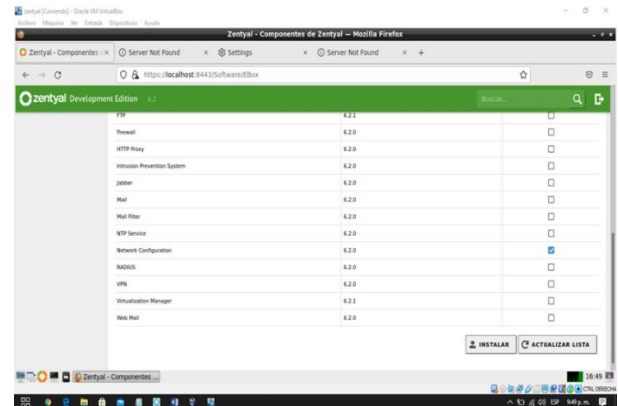 zentyal [Corriendo] - Oracle VM VirtualBox
Archivo Máquina Ver Entrada Dispositivos Ayuda
Zentyal - Componentes de Zentyal — Mozilla Firefox
Zentyal - Componentes
Server Not Found
Settings
Server Not Found
https://localhost:8443/Software/EBox
zentyal Development Edition 6.2
Buscar...
FTP 6.2.1
Firewall 6.2.0
HTTP Proxy 6.2.0
Intrusion Prevention System 6.2.0
Jabber 6.2.0
Mail 6.2.0
Mail Filter 6.2.0
NTP Service 6.2.0
Network Configuration 6.2.0
RADIUS 6.2.0
VPN 6.2.0
Virtualization Manager 6.2.1
Web Mail 6.2.0
INSTALAR ACTUALIZAR LISTA
Zentyal - Componentes ... 16:49
CTRL DERECHA
ESP 9:49 p. m.